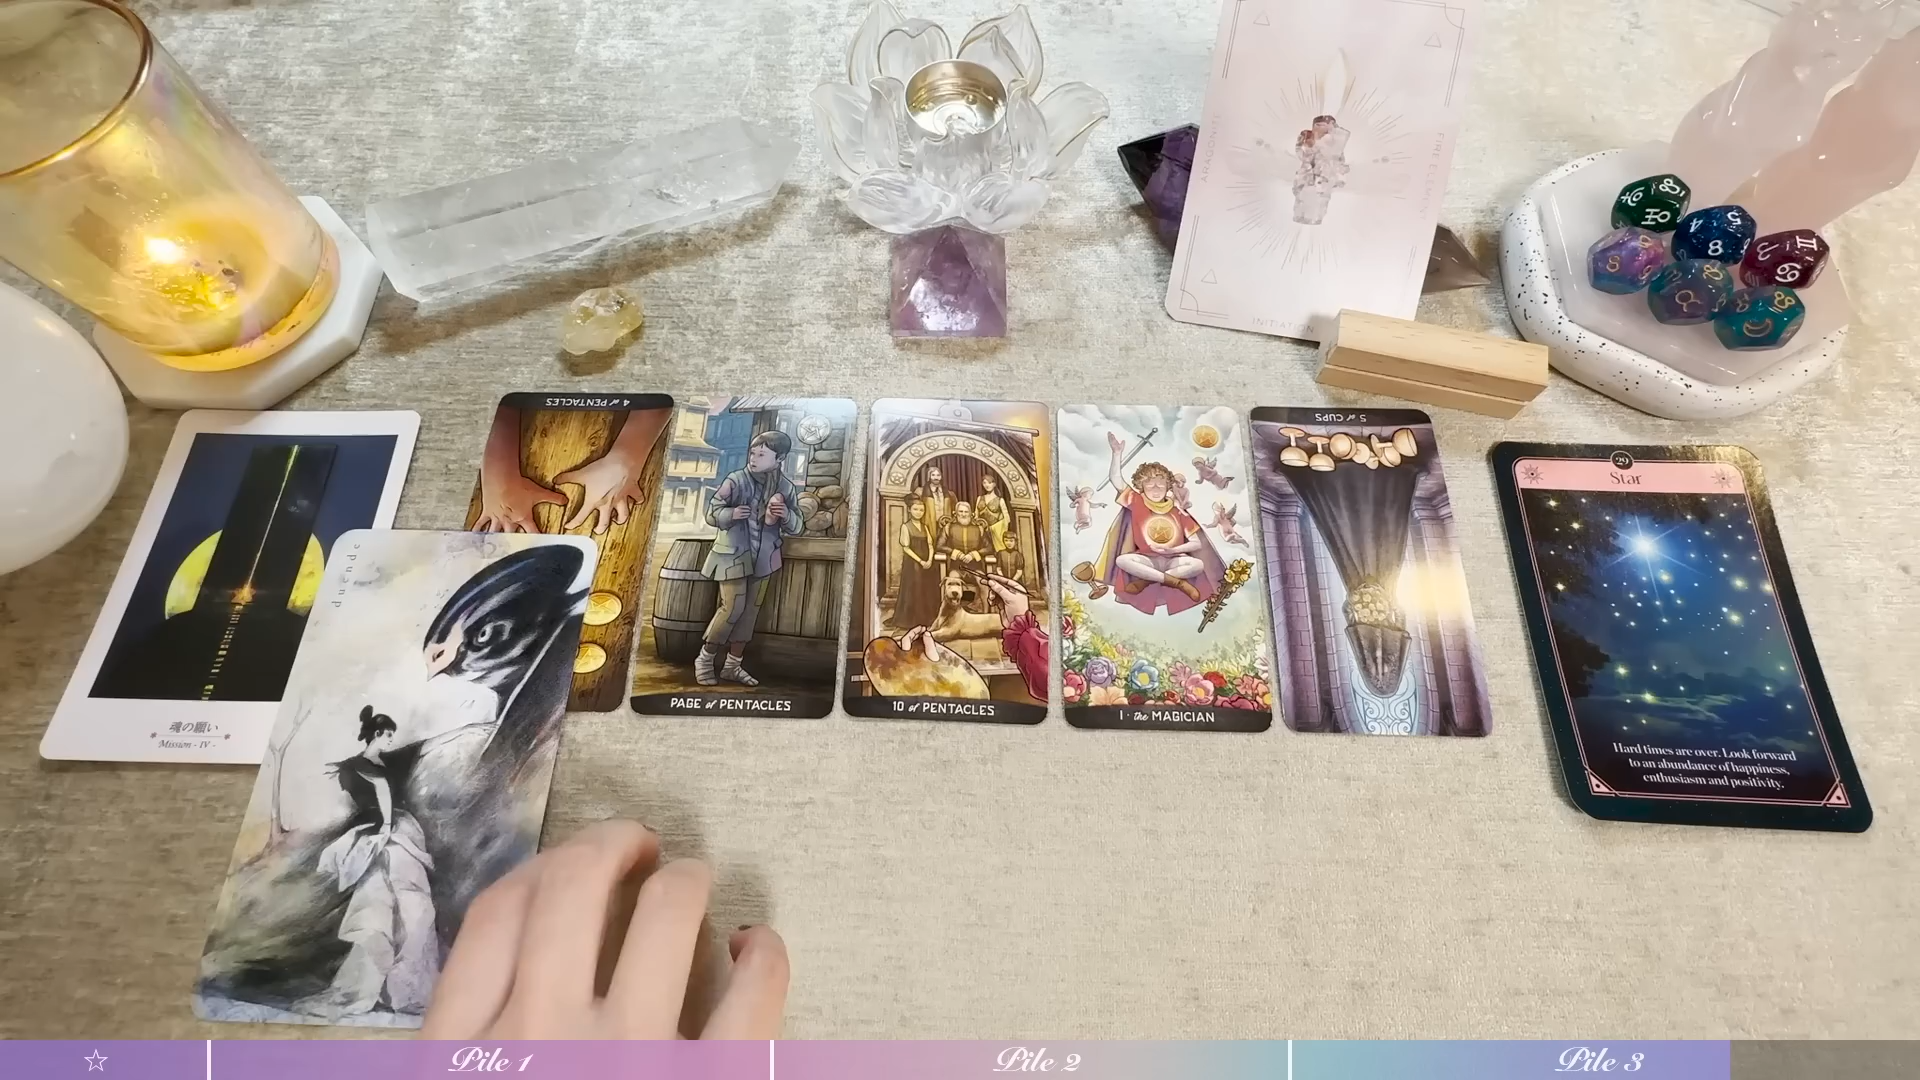 ARAGONITE
FIRE ELEMENT
INITIATION
4 of PENTACLES
5 of CUPS
29
Star
duende
PAGE of PENTACLES
10 of PENTACLES
I · the MAGICIAN
魂の願い
Mission - IV -
Hard times are over. Look forward
to an abundance of happiness,
enthusiasm and positivity.
☆
Pile 1
Pile 2
Pile 3